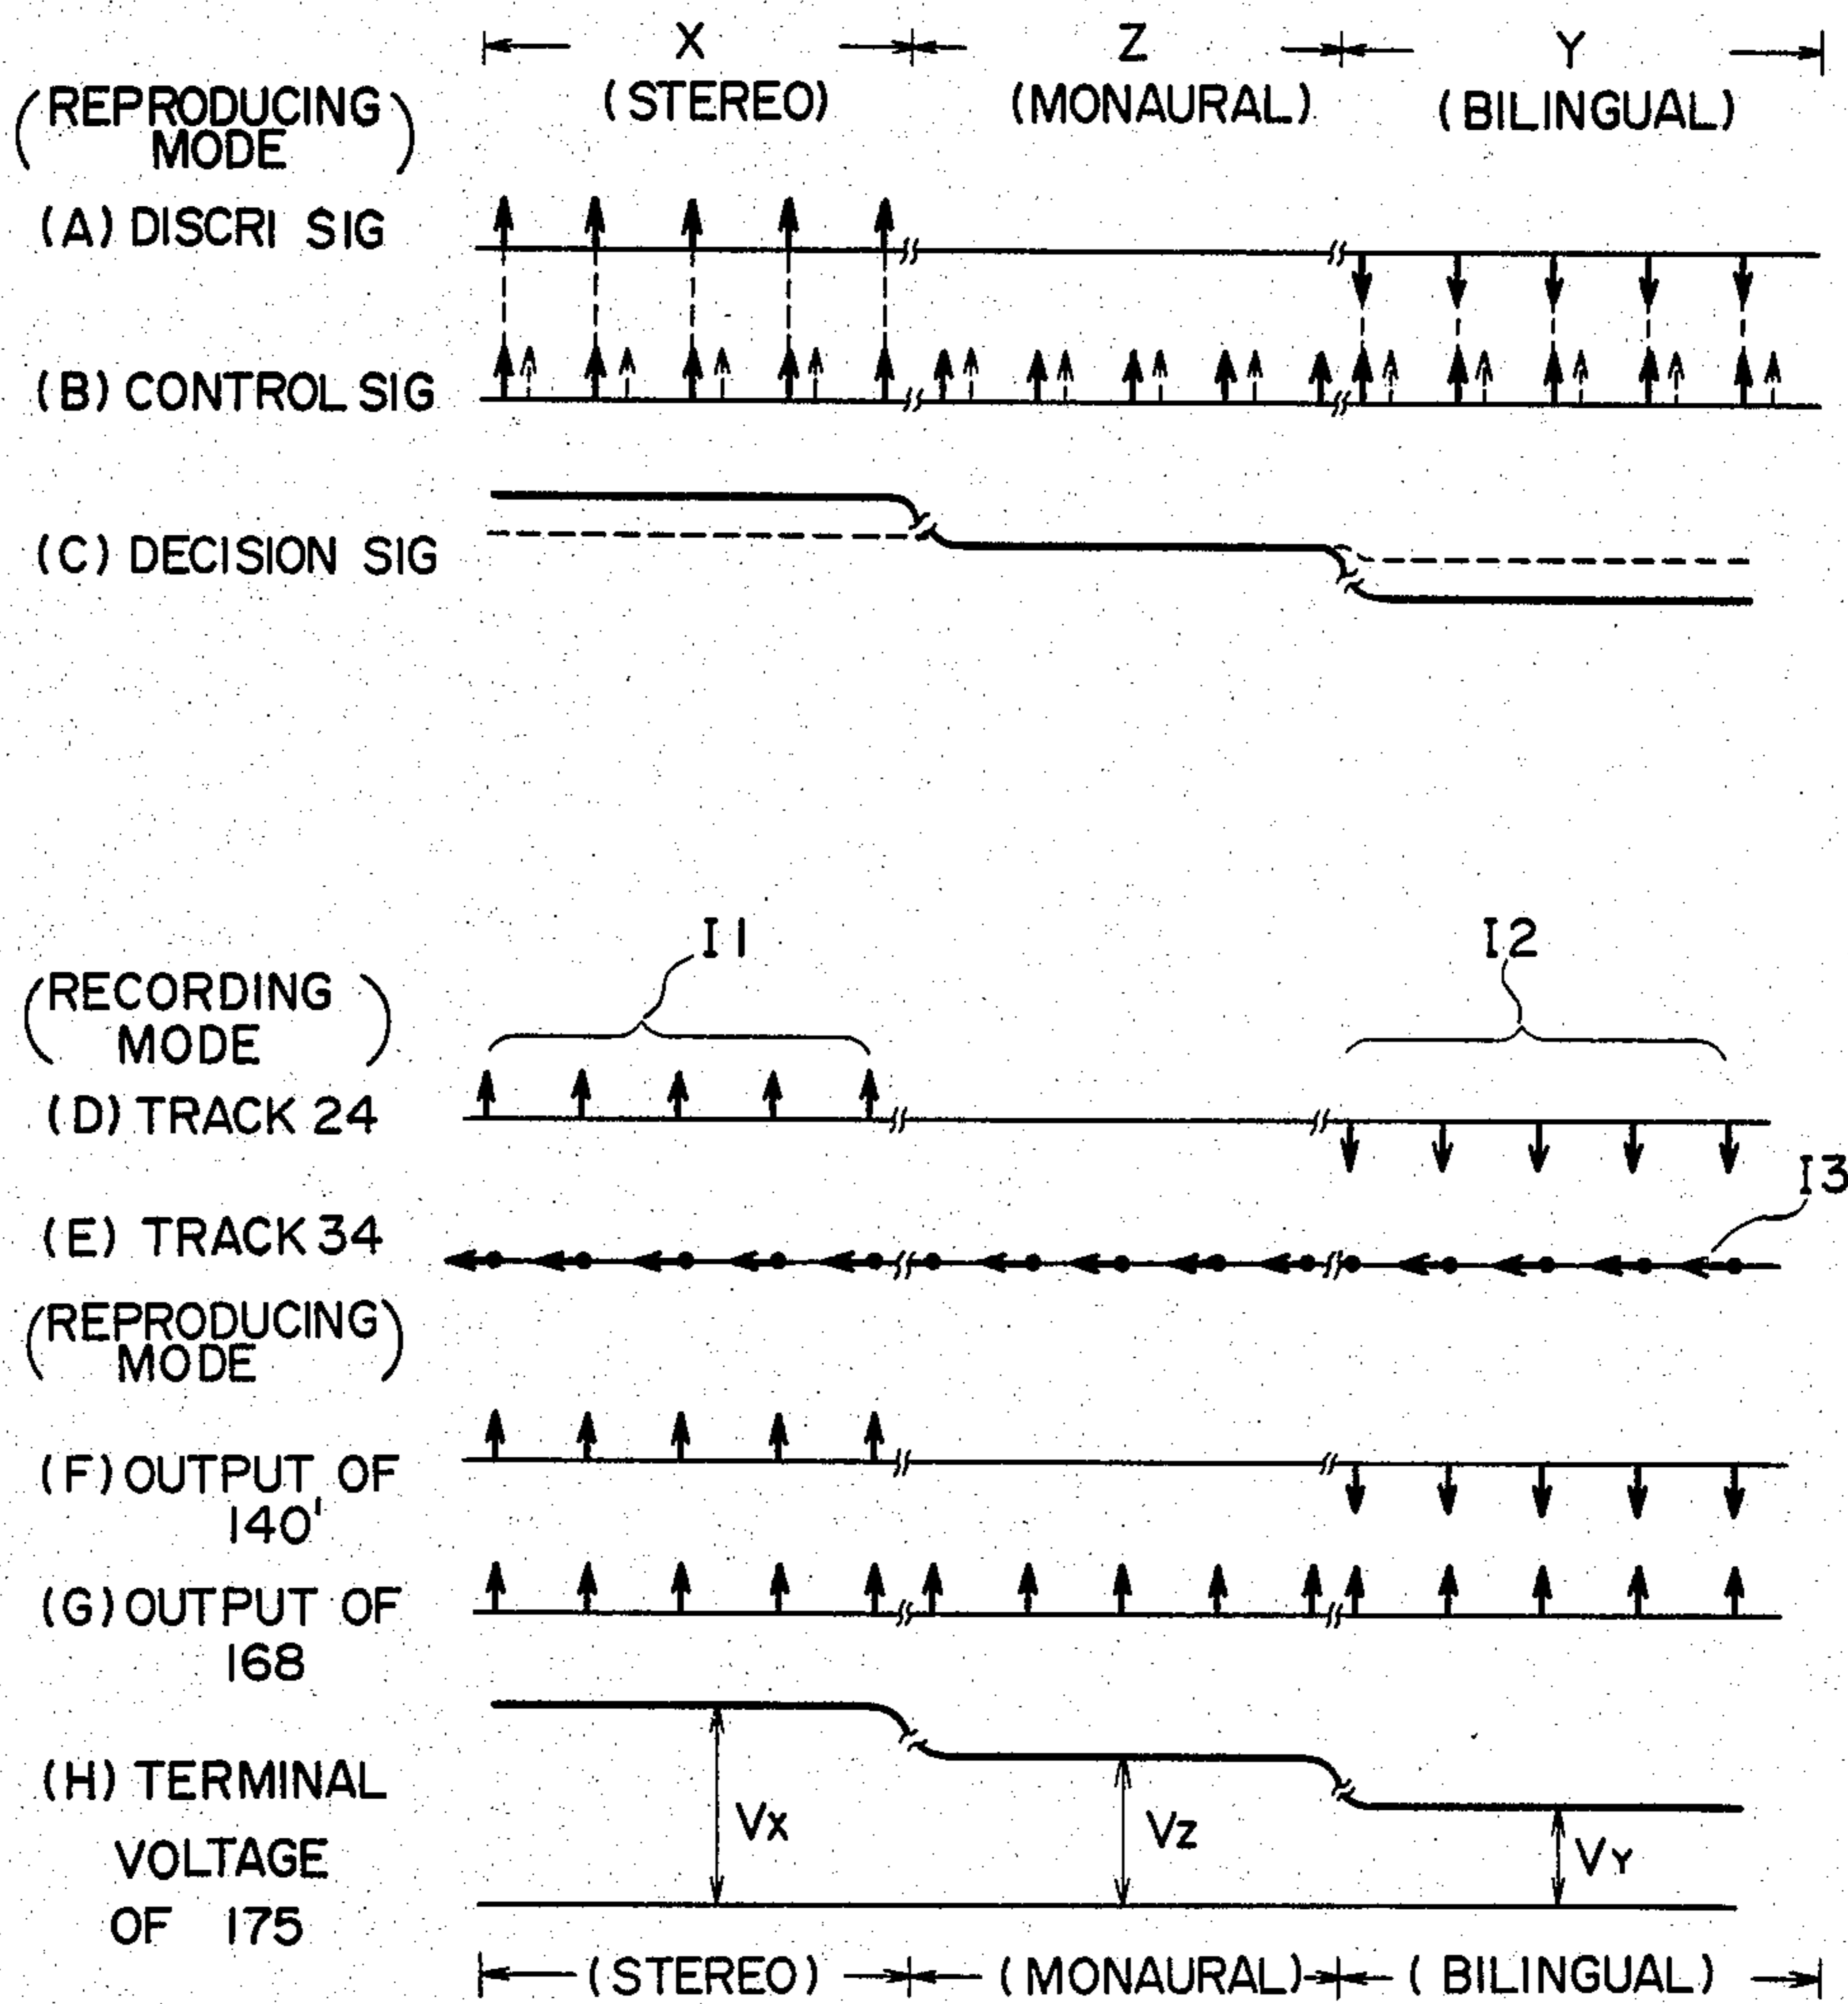 X Z Y
(STEREO) (MONAURAL) (BILINGUAL)
(REPRODUCING
MODE)
(A) DISCRI SIG
(B) CONTROL SIG
(C) DECISION SIG
I1 I2
(RECORDING
MODE)
(D) TRACK 24
I3
(E) TRACK 34
(REPRODUCING
MODE)
(F) OUTPUT OF
140'
(G) OUTPUT OF
168
(H) TERMINAL
VOLTAGE
OF 175
VX VZ VY
(STEREO) (MONAURAL) (BILINGUAL)